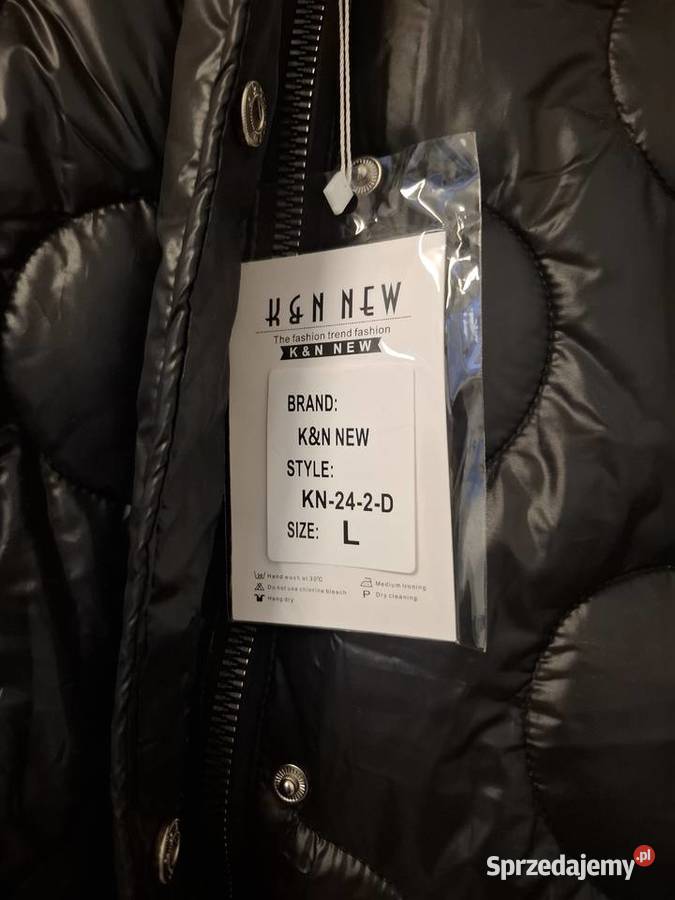 K&N NEW
The fashion trend fashion
K&N NEW
BRAND:
K&N NEW
STYLE:
KN-24-2-D
SIZE: L
Hand wash at 30°C
Do not use chlorine bleach
Hang dry
Medium ironing
P Dry cleaning
Sprzedajemy.pl